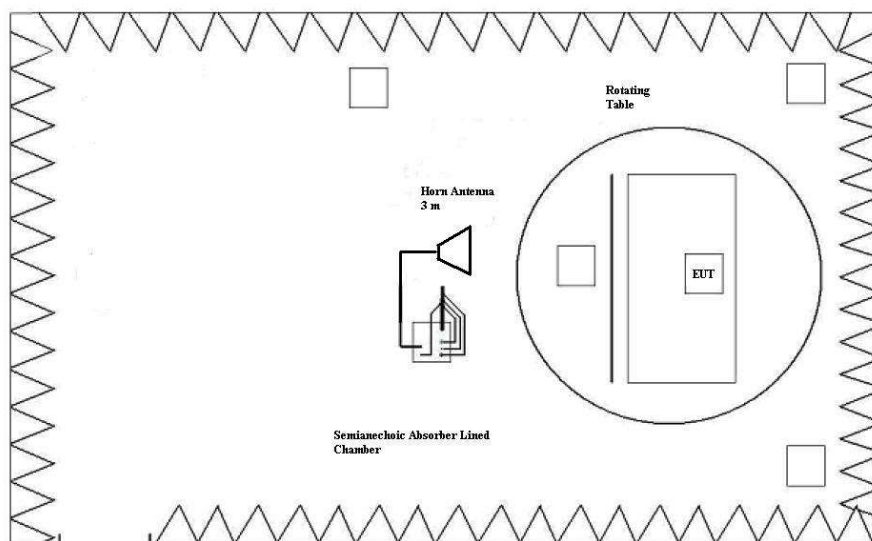 Rotating
Table
Horn Antenna
3 m
EUT
Semianechoic Absorber Lined
Chamber